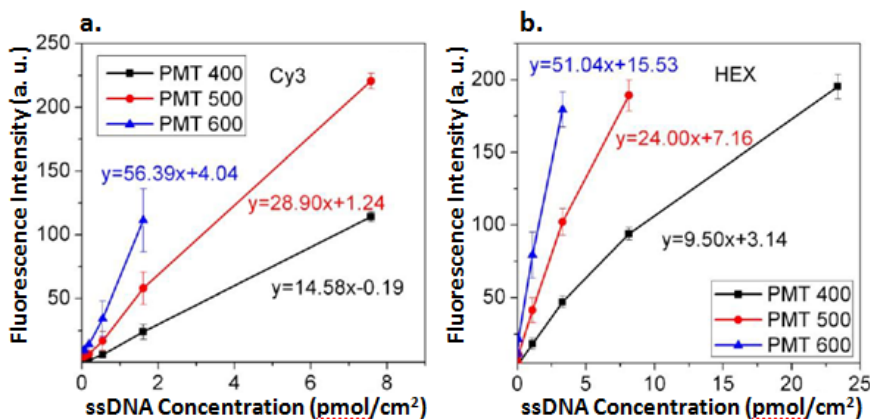 a.
250
200
150
100
50
0 2 4 6 8
Fluorescence Intensity (a. u.)
ssDNA Concentration (pmol/cm²)
PMT 400
PMT 500
PMT 600
Cy3
y=56.39x+4.04
y=28.90x+1.24
y=14.58x-0.19
b.
250
200
150
100
50
0 5 10 15 20 25
Fluorescence Intensity (a. u.)
ssDNA Concentration (pmol/cm²)
y=51.04x+15.53
HEX
y=24.00x+7.16
y=9.50x+3.14
PMT 400
PMT 500
PMT 600